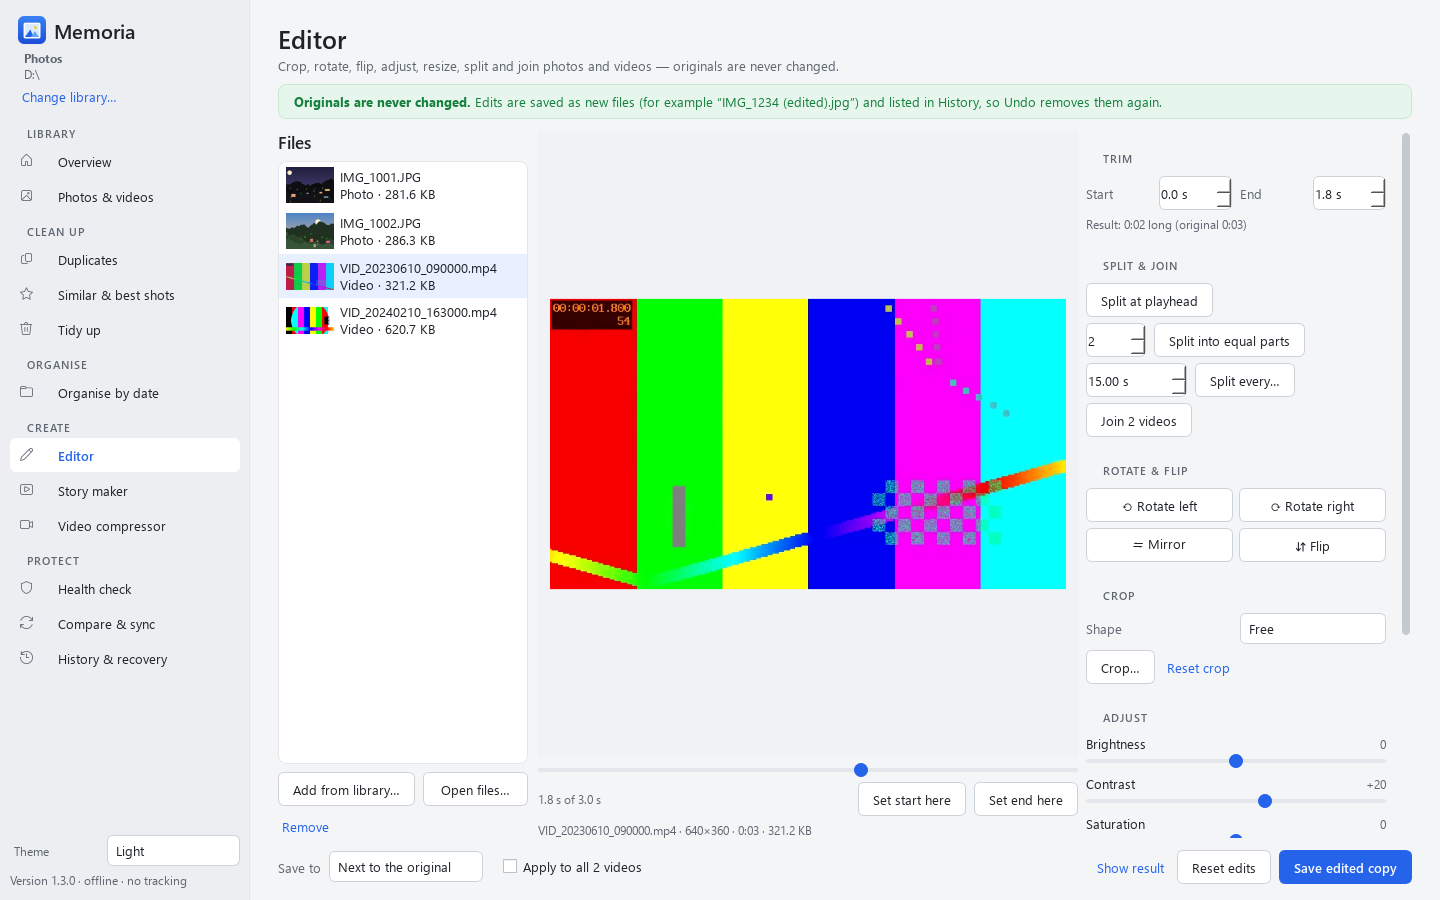 Memoria
Photos
D:\
Change library...
LIBRARY
Overview
Photos & videos
CLEAN UP
Duplicates
Similar & best shots
Tidy up
ORGANISE
Organise by date
CREATE
Editor
Story maker
Video compressor
PROTECT
Health check
Compare & sync
History & recovery
Theme
Light
Version 1.3.0 · offline · no tracking
Editor
Crop, rotate, flip, adjust, resize, split and join photos and videos — originals are never changed.
Originals are never changed. Edits are saved as new files (for example “IMG_1234 (edited).jpg”) and listed in History, so Undo removes them again.
Files
IMG_1001.JPG
Photo · 281.6 KB
IMG_1002.JPG
Photo · 286.3 KB
VID_20230610_090000.mp4
Video · 321.2 KB
VID_20240210_163000.mp4
Video · 620.7 KB
Add from library...
Open files...
Remove
00:00:01.800
54
1.8 s of 3.0 s
Set start here
Set end here
VID_20230610_090000.mp4 · 640×360 · 0:03 · 321.2 KB
Save to
Next to the original
Apply to all 2 videos
TRIM
Start
0.0 s
End
1.8 s
Result: 0:02 long (original 0:03)
SPLIT & JOIN
Split at playhead
2
Split into equal parts
15.00 s
Split every...
Join 2 videos
ROTATE & FLIP
⟲ Rotate left
⟳ Rotate right
⇋ Mirror
⇵ Flip
CROP
Shape
Free
Crop...
Reset crop
ADJUST
Brightness
0
Contrast
+20
Saturation
0
Show result
Reset edits
Save edited copy